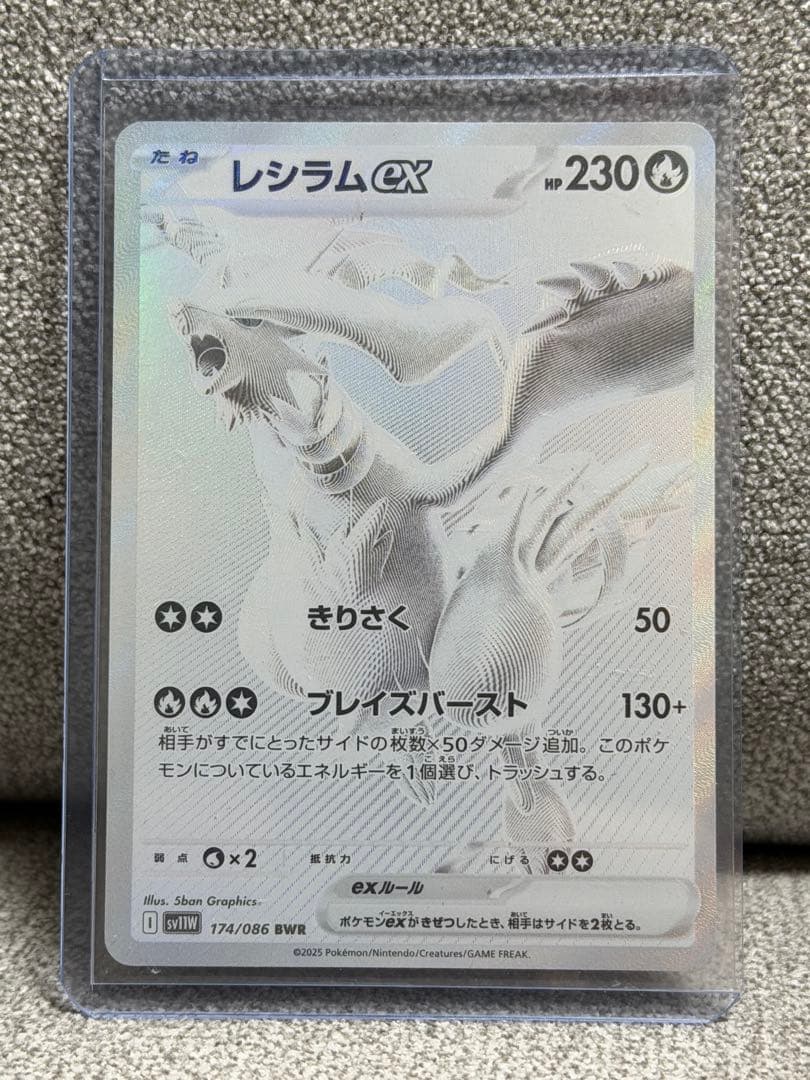 たね レシラムex HP230
きりさく 50
ブレイズバースト 130+
相手がすでにとったサイドの枚数×50ダメージ追加。このポケ
モンについているエネルギーを1個選び、トラッシュする。
弱点 ×2 抵抗力 にげる
exルール
Illus. 5ban Graphics
ポケモンexがきぜつしたとき、相手はサイドを2枚とる。
I sv11W 174/086 BWR
©2025 Pokémon/Nintendo/Creatures/GAME FREAK.